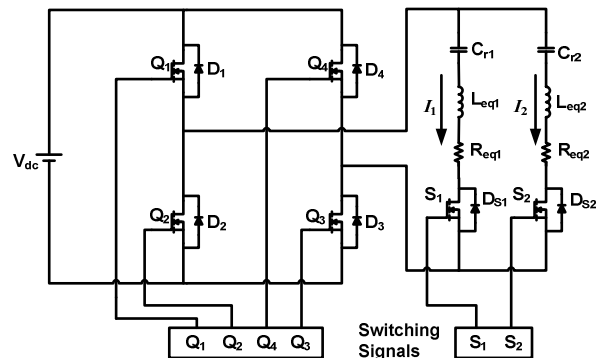 Q1 D1 Q4 D4 Cr1 Cr2
I1 Leq1 I2 Leq2
Vdc Req1 Req2
Q2 D2 Q3 D3 S1 DS1 S2 DS2
Q1 Q2 Q4 Q3 Switching Signals S1 S2